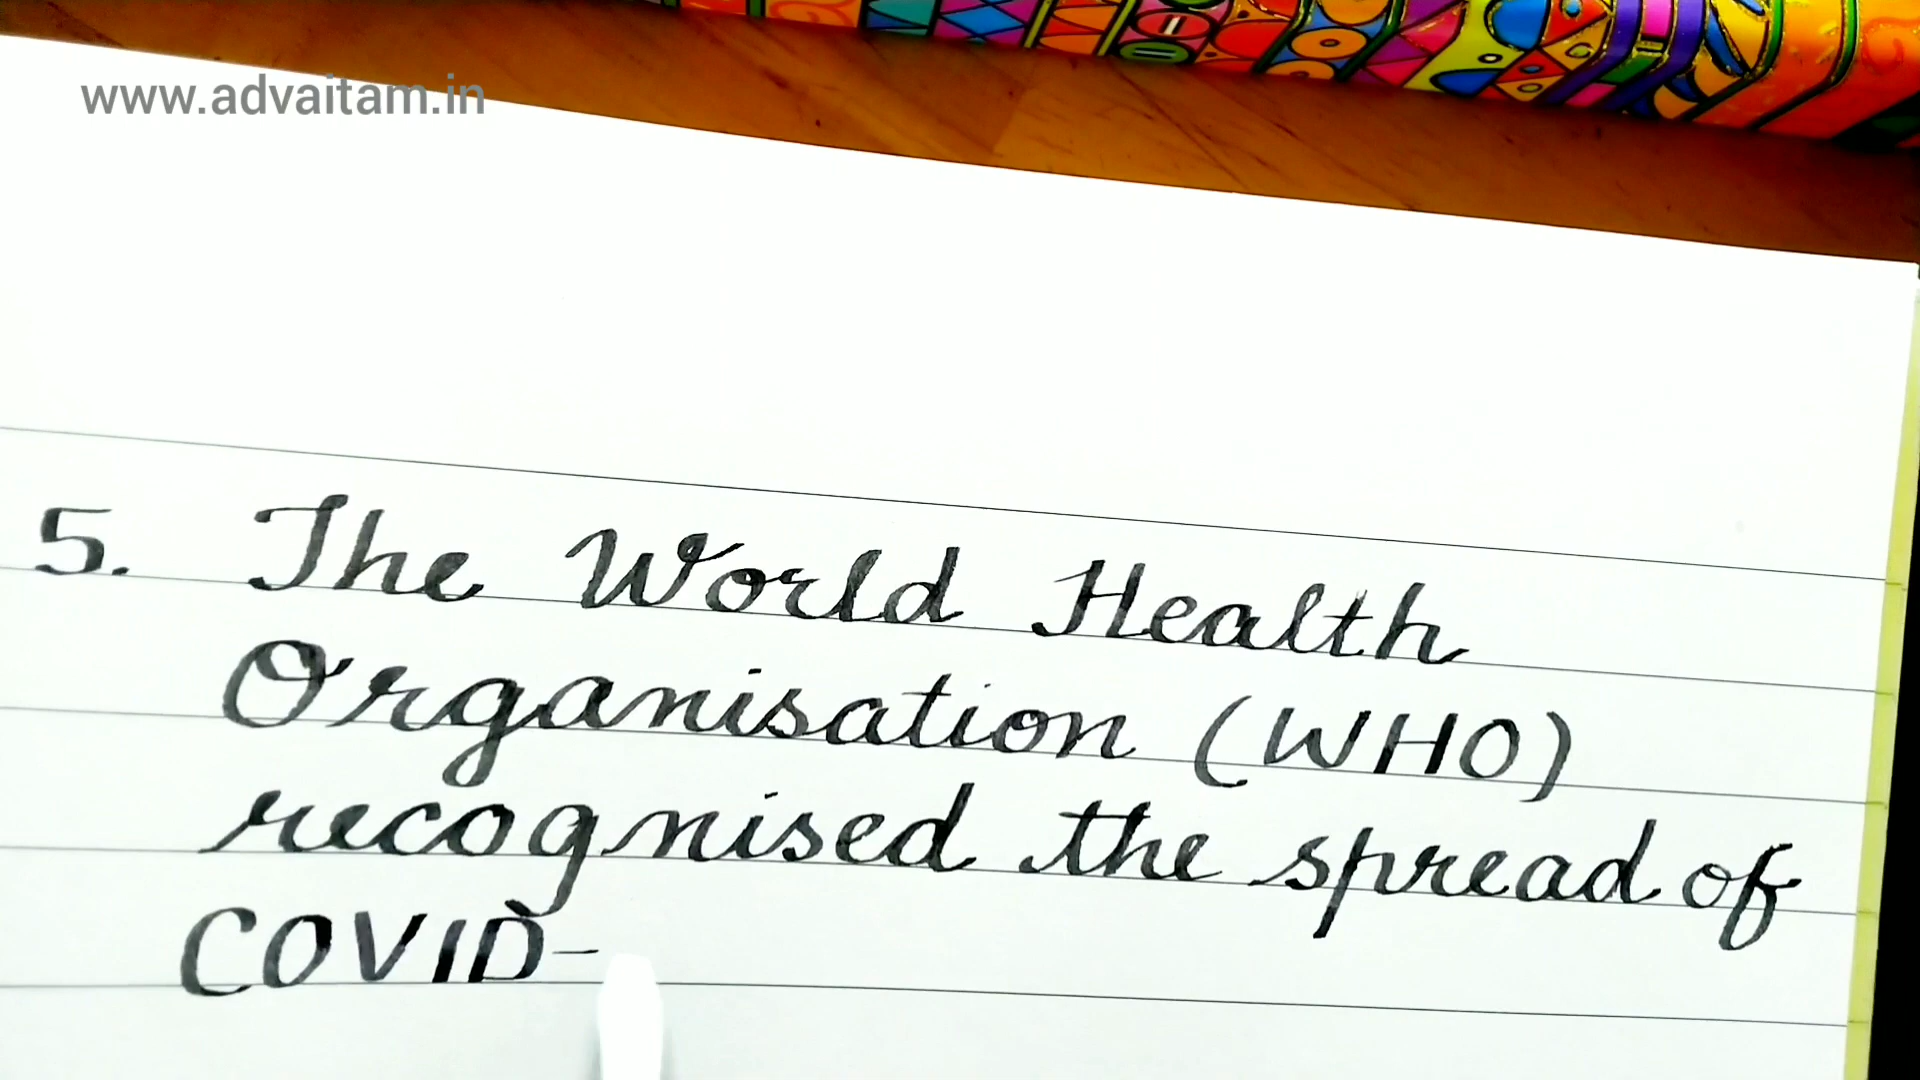 www.advaitam.in
5. The World Health
Organisation (WHO)
recognised the spread of
COVID-